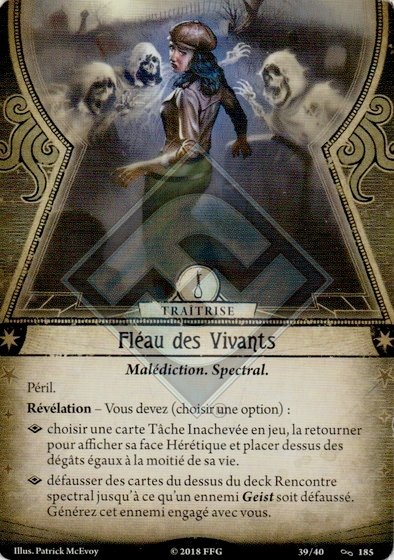 TRAÎTRISE
Fléau des Vivants
Malédiction. Spectral.
Péril.
Révélation – Vous devez (choisir une option) :
choisir une carte Tâche Inachevée en jeu, la retourner
pour afficher sa face Hérétique et placer dessus des
dégâts égaux à la moitié de sa vie.
défausser des cartes du dessus du deck Rencontre
spectral jusqu'à ce qu'un ennemi Geist soit défaussé.
Générez cet ennemi engagé avec vous.
Illus. Patrick McEvoy © 2018 FFG 39/40 185